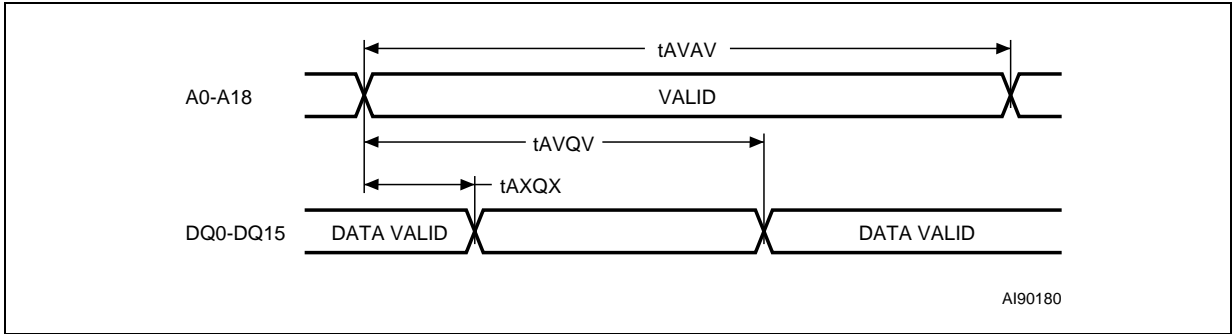 tAVAV
A0-A18 VALID
tAVQV
tAXQX
DQ0-DQ15 DATA VALID DATA VALID
AI90180